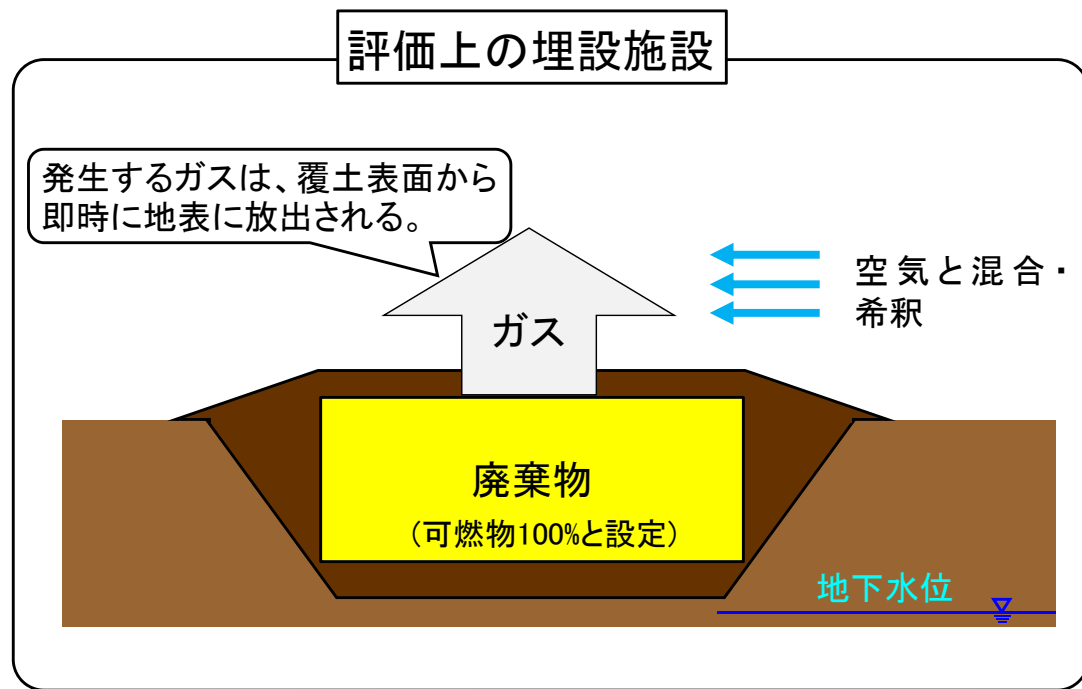 評価上の埋設施設
発生するガスは、覆土表面から
即時に地表に放出される。
空気と混合・
希釈
ガス
廃棄物
（可燃物100%と設定）
地下水位